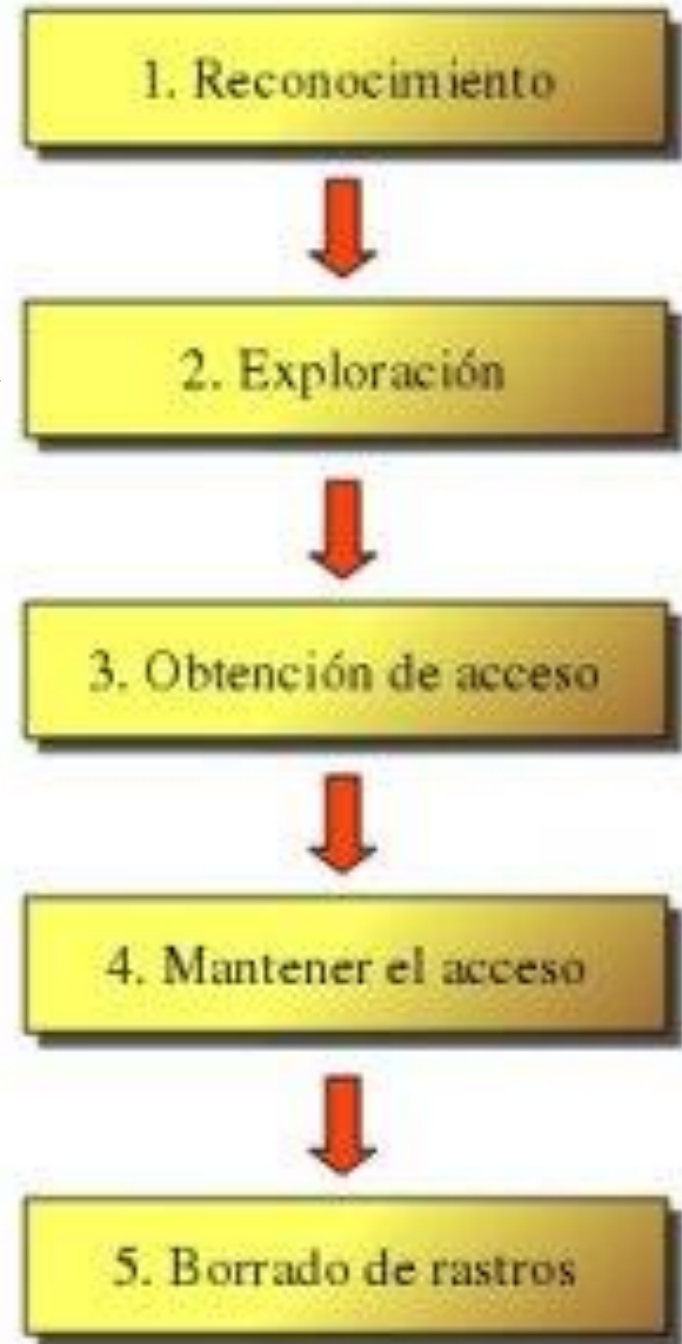 1. Reconocimiento
2. Exploración
3. Obtención de acceso
4. Mantener el acceso
5. Borrado de rastros